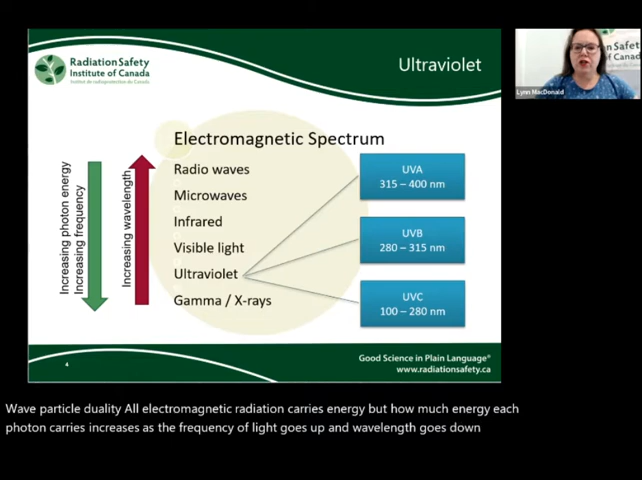 Radiation Safety
Institute of Canada
Institut de radioprotection du Canada
Ultraviolet
Lynn MacDonald
Electromagnetic Spectrum
Increasing photon energy
Increasing frequency
Increasing wavelength
Radio waves
Microwaves
Infrared
Visible light
Ultraviolet
Gamma / X-rays
UVA
315 – 400 nm
UVB
280 – 315 nm
UVC
100 – 280 nm
4
Good Science in Plain Language®
www.radiationsafety.ca
Wave particle duality All electromagnetic radiation carries energy but how much energy each
photon carries increases as the frequency of light goes up and wavelength goes down